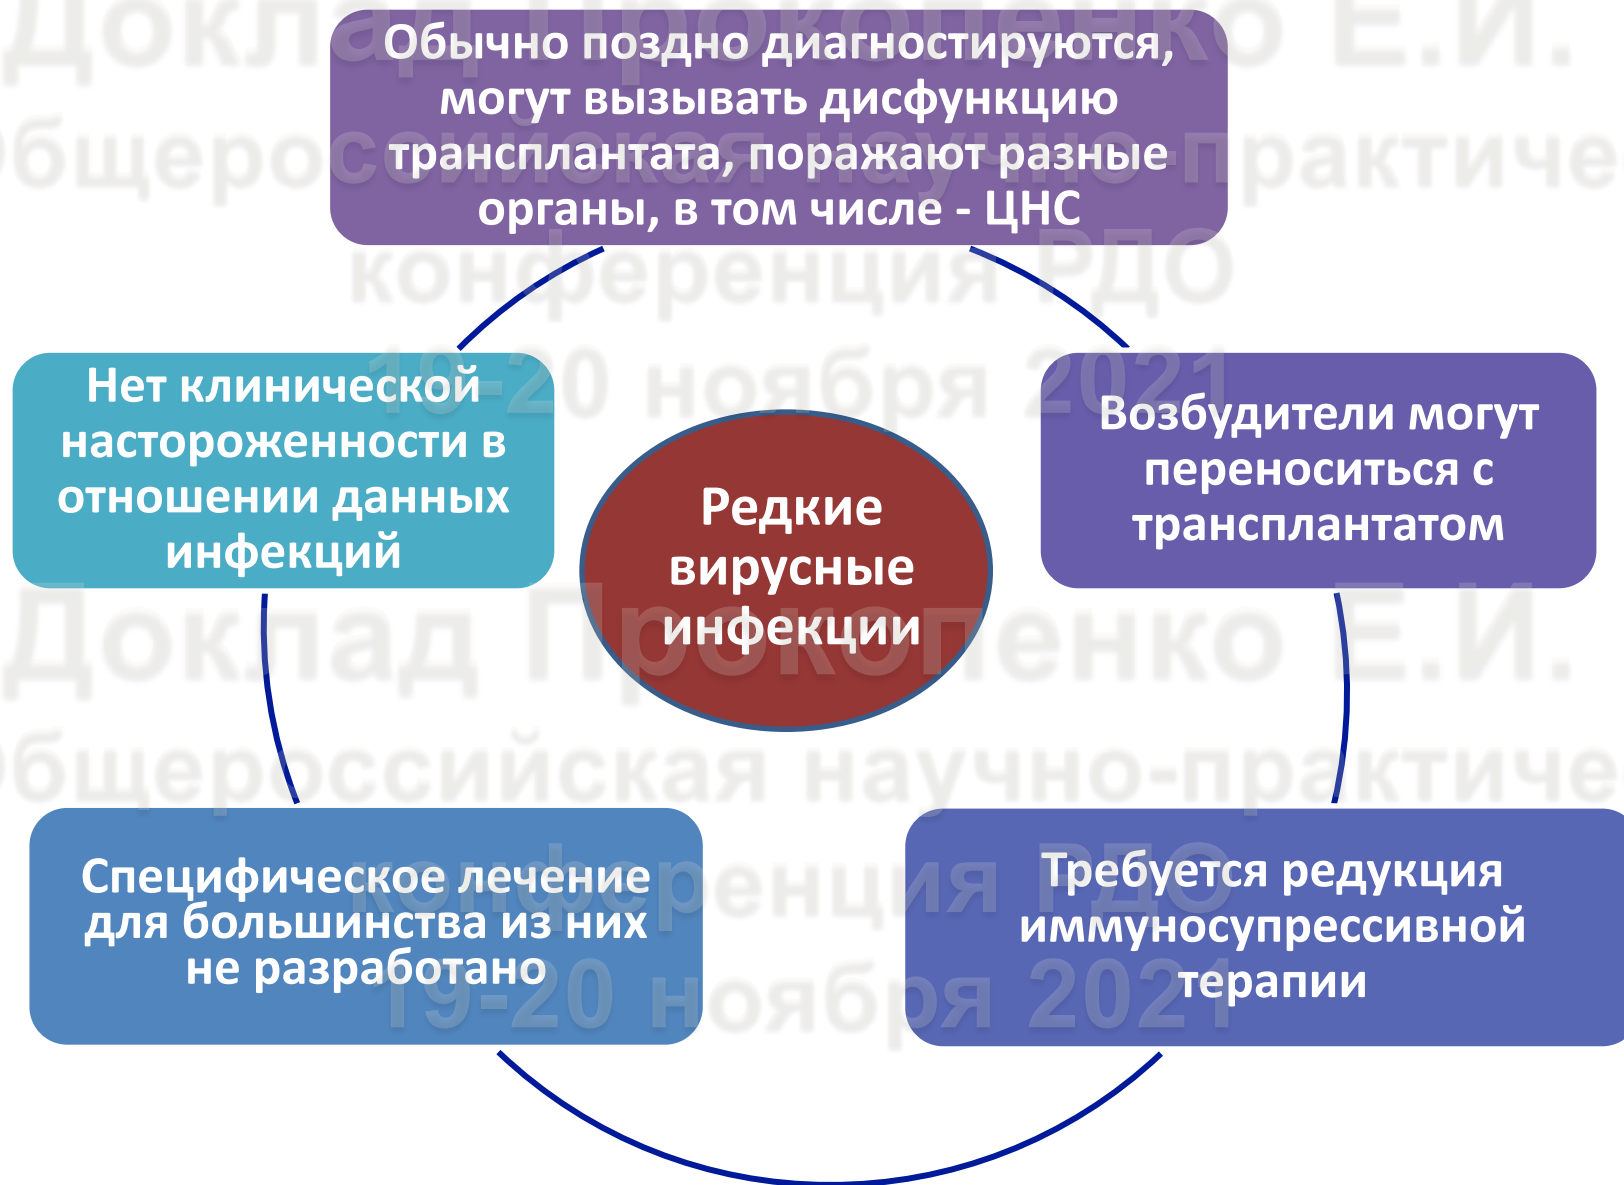 Обычно поздно диагностируются,
могут вызывать дисфункцию
трансплантата, поражают разные
органы, в том числе - ЦНС
Нет клинической
настороженности в
отношении данных
инфекций
Редкие
вирусные
инфекции
Возбудители могут
переноситься с
трансплантатом
Специфическое лечение
для большинства из них
не разработано
Требуется редукция
иммуносупрессивной
терапии
Доклад Прокопенко Е.И.
Общероссийская научно-практиче
конференция РДО
19-20 ноября 2021
Доклад Прокопенко Е.И.
Общероссийская научно-практиче
конференция РДО
19-20 ноября 2021